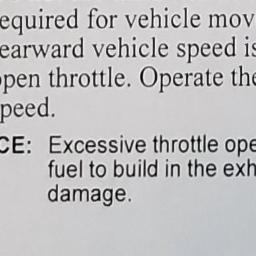 equired for vehicle mov
earward vehicle speed is
open throttle. Operate the
peed.
CE: Excessive throttle ope
fuel to build in the exh
damage.